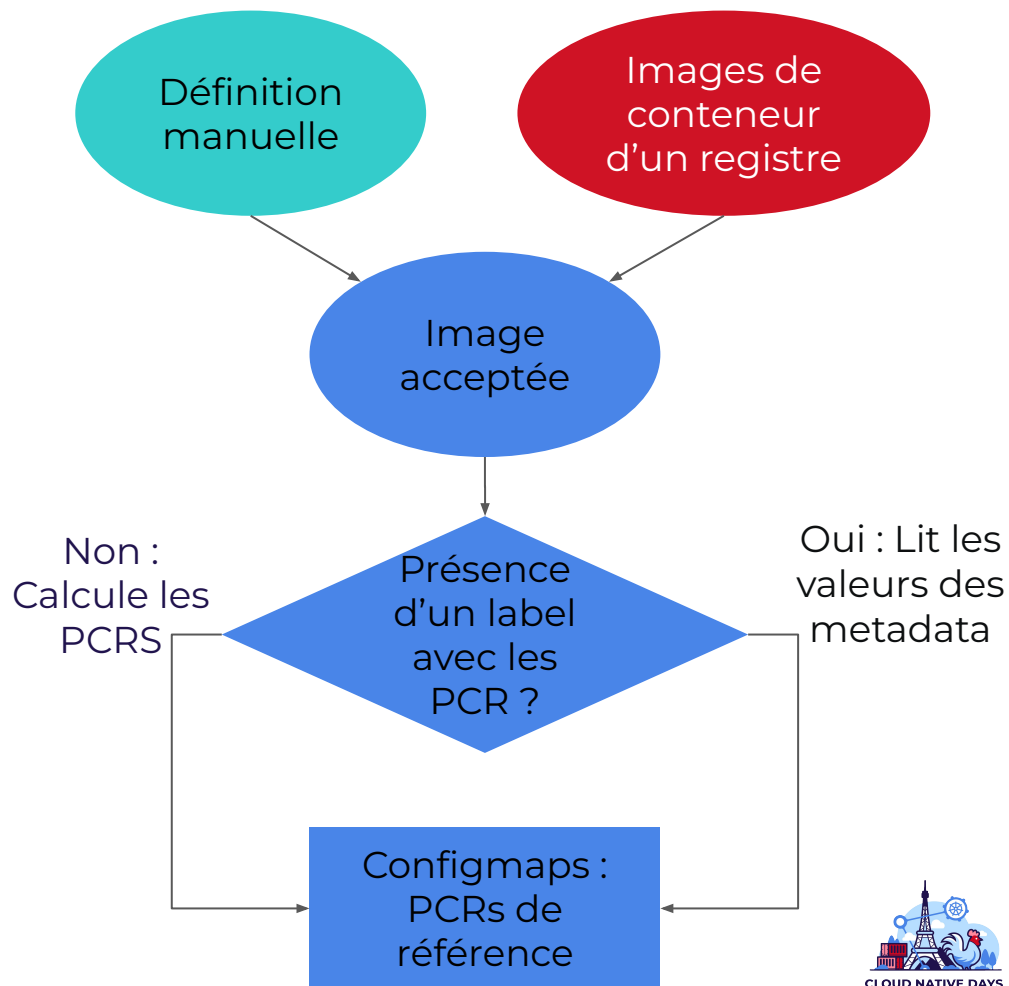 Définition
manuelle
Images de
conteneur
d’un registre
Image
acceptée
Non :
Calcule les
PCRS
Présence
d’un label
avec les
PCR ?
Oui : Lit les
valeurs des
metadata
Configmaps :
PCRs de
référence
CLOUD NATIVE DAYS